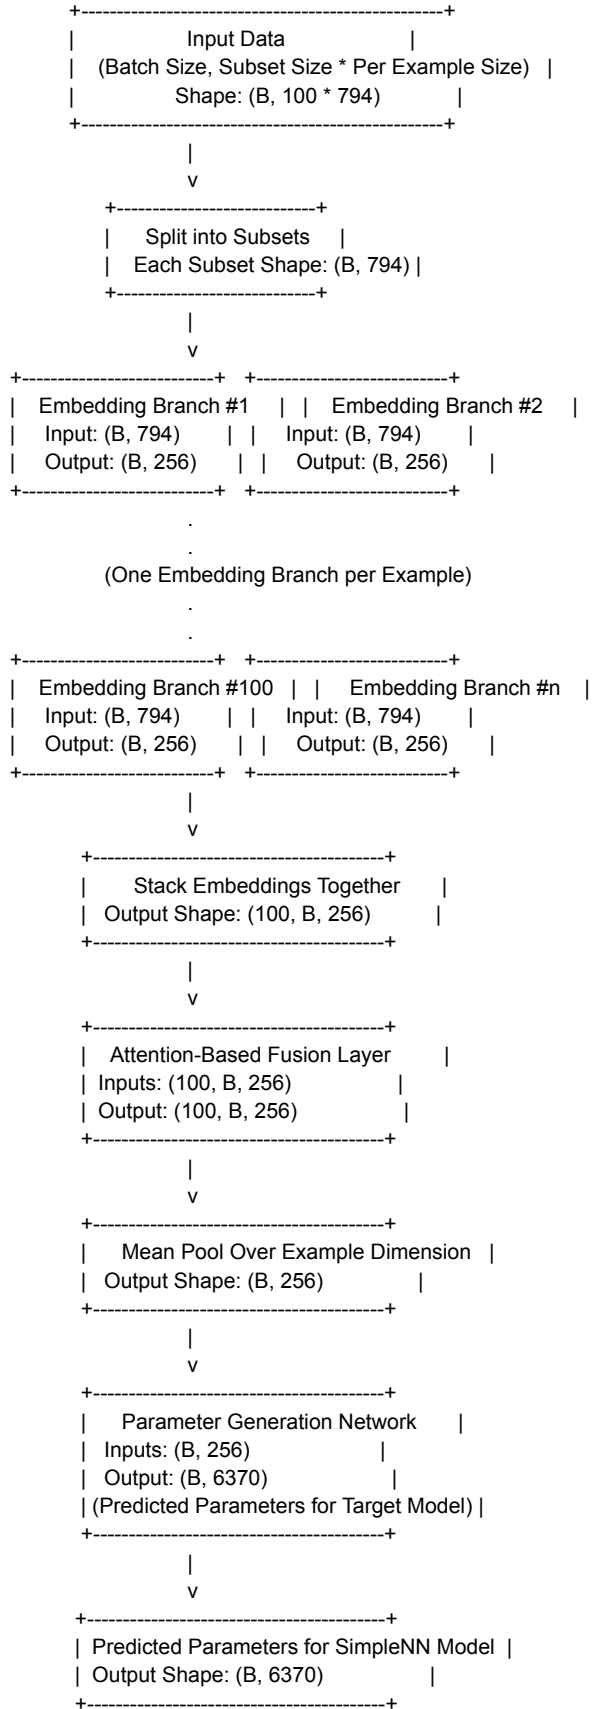 +--------------------------------------------------+
| Input Data |
| (Batch Size, Subset Size * Per Example Size) |
| Shape: (B, 100 * 794) |
+--------------------------------------------------+
|
v
+---------------------------+
| Split into Subsets |
| Each Subset Shape: (B, 794) |
+---------------------------+
|
v
+--------------------------+ +--------------------------+
| Embedding Branch #1 | | Embedding Branch #2 |
| Input: (B, 794) | | Input: (B, 794) |
| Output: (B, 256) | | Output: (B, 256) |
+--------------------------+ +--------------------------+
.
.
(One Embedding Branch per Example)
.
.
+--------------------------+ +--------------------------+
| Embedding Branch #100 | | Embedding Branch #n |
| Input: (B, 794) | | Input: (B, 794) |
| Output: (B, 256) | | Output: (B, 256) |
+--------------------------+ +--------------------------+
|
v
+----------------------------------------+
| Stack Embeddings Together |
| Output Shape: (100, B, 256) |
+----------------------------------------+
|
v
+----------------------------------------+
| Attention-Based Fusion Layer |
| Inputs: (100, B, 256) |
| Output: (100, B, 256) |
+----------------------------------------+
|
v
+----------------------------------------+
| Mean Pool Over Example Dimension |
| Output Shape: (B, 256) |
+----------------------------------------+
|
v
+----------------------------------------+
| Parameter Generation Network |
| Inputs: (B, 256) |
| Output: (B, 6370) |
| (Predicted Parameters for Target Model) |
+----------------------------------------+
|
v
+-----------------------------------------+
| Predicted Parameters for SimpleNN Model |
| Output Shape: (B, 6370) |
+-----------------------------------------+